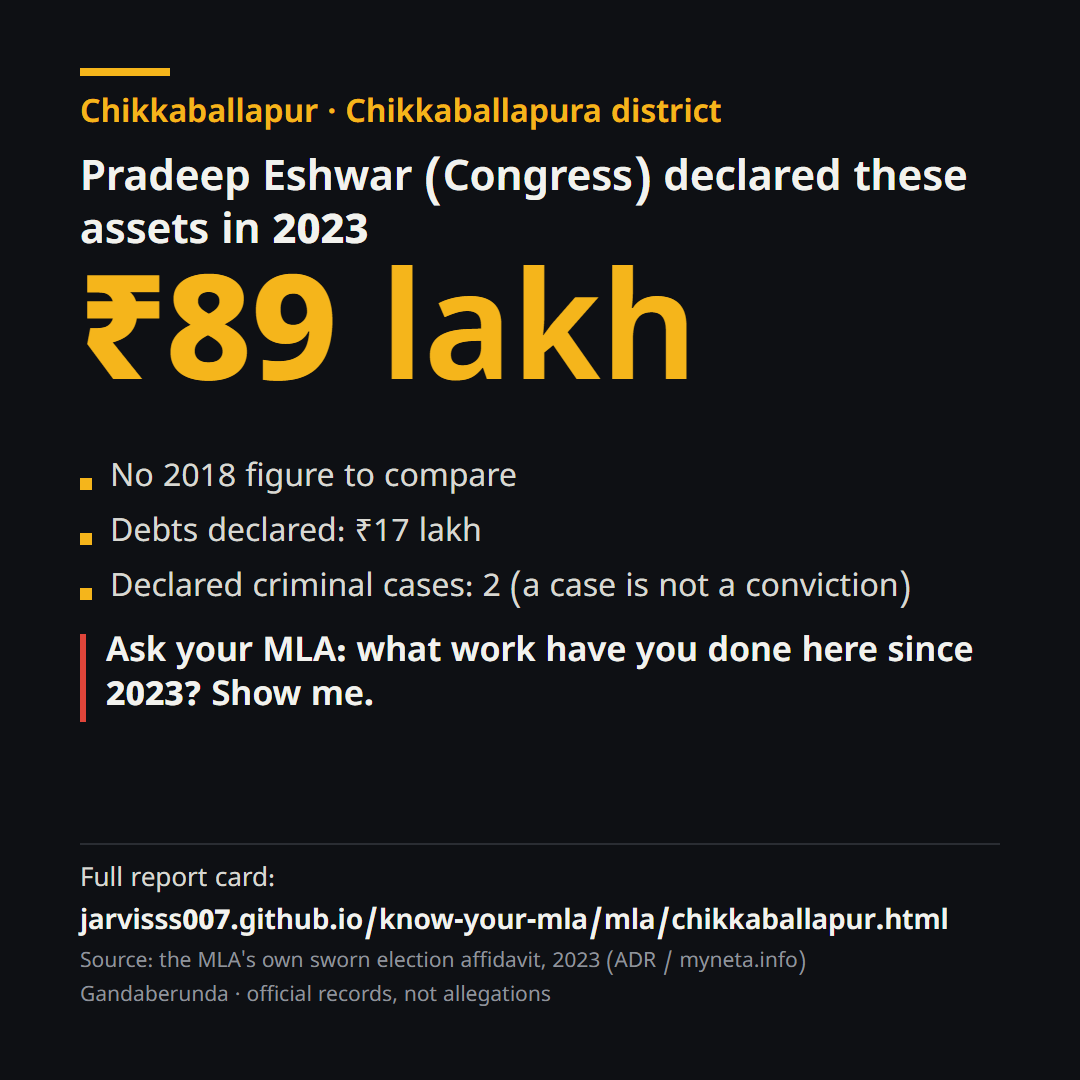 Chikkaballapur · Chikkaballapura district
Pradeep Eshwar (Congress) declared these
assets in 2023
₹89 lakh
No 2018 figure to compare
Debts declared: ₹17 lakh
Declared criminal cases: 2 (a case is not a conviction)
Ask your MLA: what work have you done here since
2023? Show me.
Full report card:
jarvisss007.github.io/know-your-mla/mla/chikkaballapur.html
Source: the MLA's own sworn election affidavit, 2023 (ADR / myneta.info)
Gandaberunda · official records, not allegations